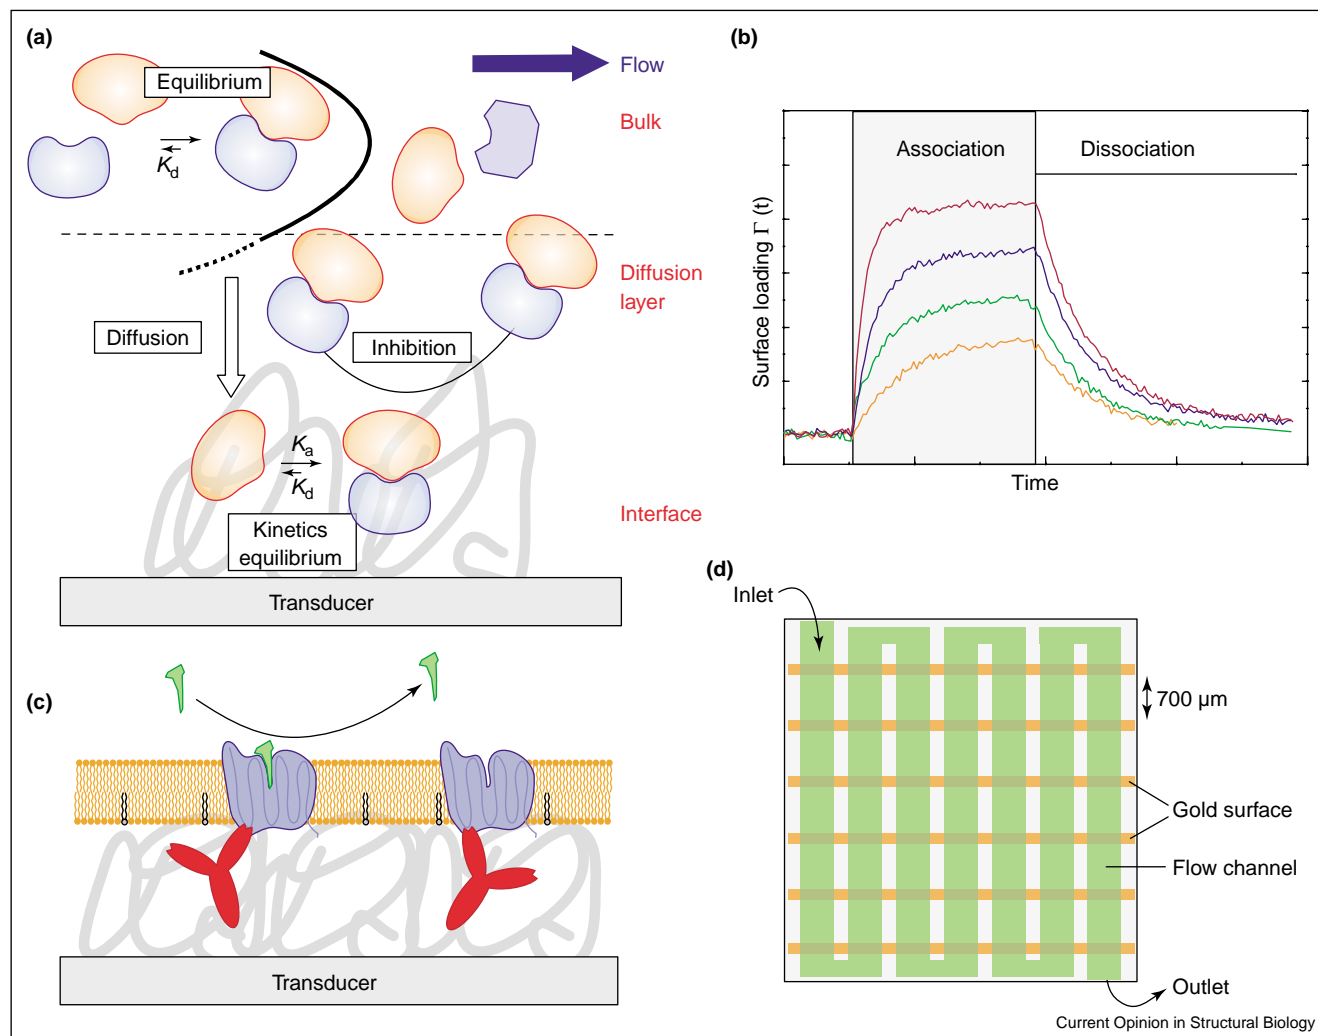 (a)
Equilibrium
Flow
Bulk
Kd
Diffusion
layer
Diffusion
Inhibition
Ka
Kd
Interface
Kinetics
equilibrium
Transducer
(b)
Association
Dissociation
Surface loading Γ (t)
Time
(c)
Transducer
(d)
Inlet
700 µm
Gold surface
Flow channel
Outlet
Current Opinion in Structural Biology